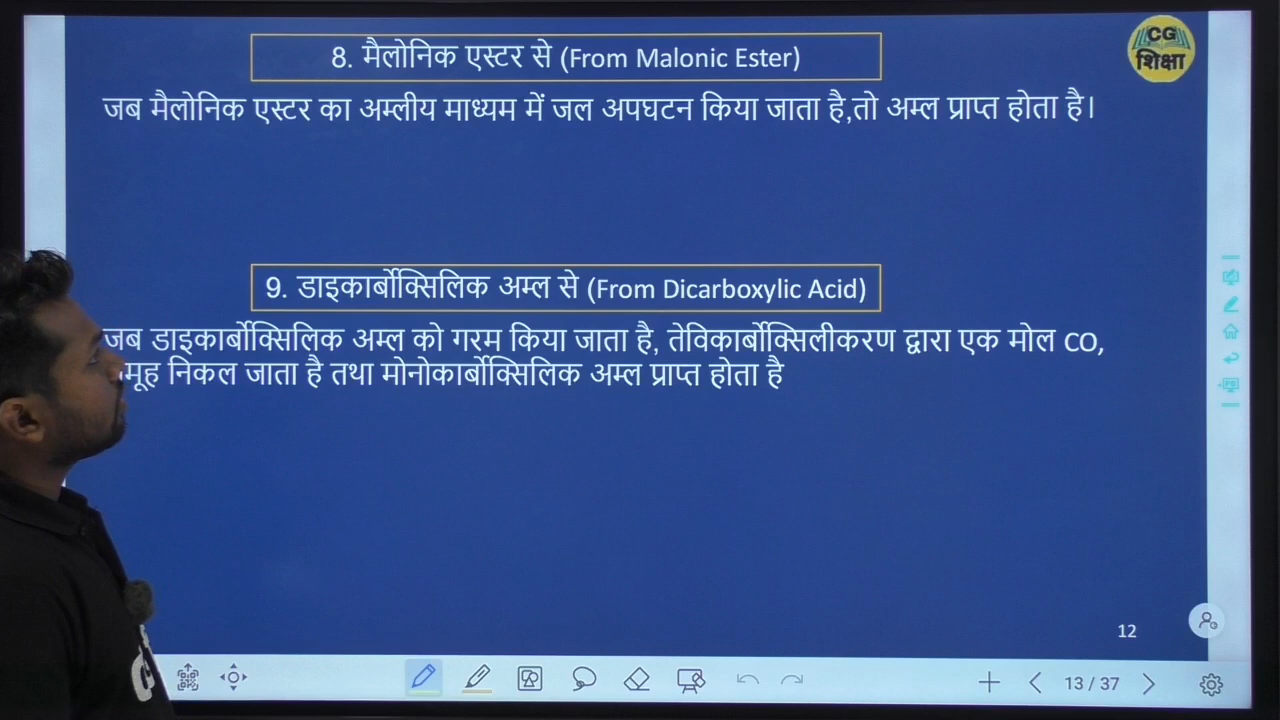 8. मैलोनिक एस्टर से (From Malonic Ester)
CG
शिक्षा
जब मैलोनिक एस्टर का अम्लीय माध्यम में जल अपघटन किया जाता है,तो अम्ल प्राप्त होता है।
9. डाइकार्बोक्सिलिक अम्ल से (From Dicarboxylic Acid)
जब डाइकार्बोक्सिलिक अम्ल को गरम किया जाता है, तेविकार्बोक्सिलीकरण द्वारा एक मोल CO,
मूह निकल जाता है तथा मोनोकार्बोक्सिलिक अम्ल प्राप्त होता है
12
13 / 37